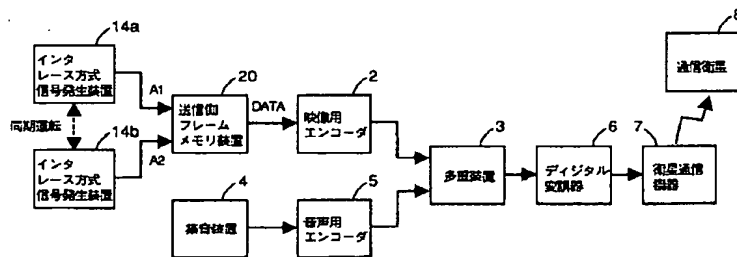 14a
インタ
レース方式
信号発生装置
同期運転
14b
インタ
レース方式
信号発生装置
A1
A2
20
送信側
フレーム
メモリ装置
DATA
2
映像用
エンコーダ
4
集音装置
5
音声用
エンコーダ
3
多重装置
6
ディジタル
変調器
7
衛星通信
機器
8
通信衛星